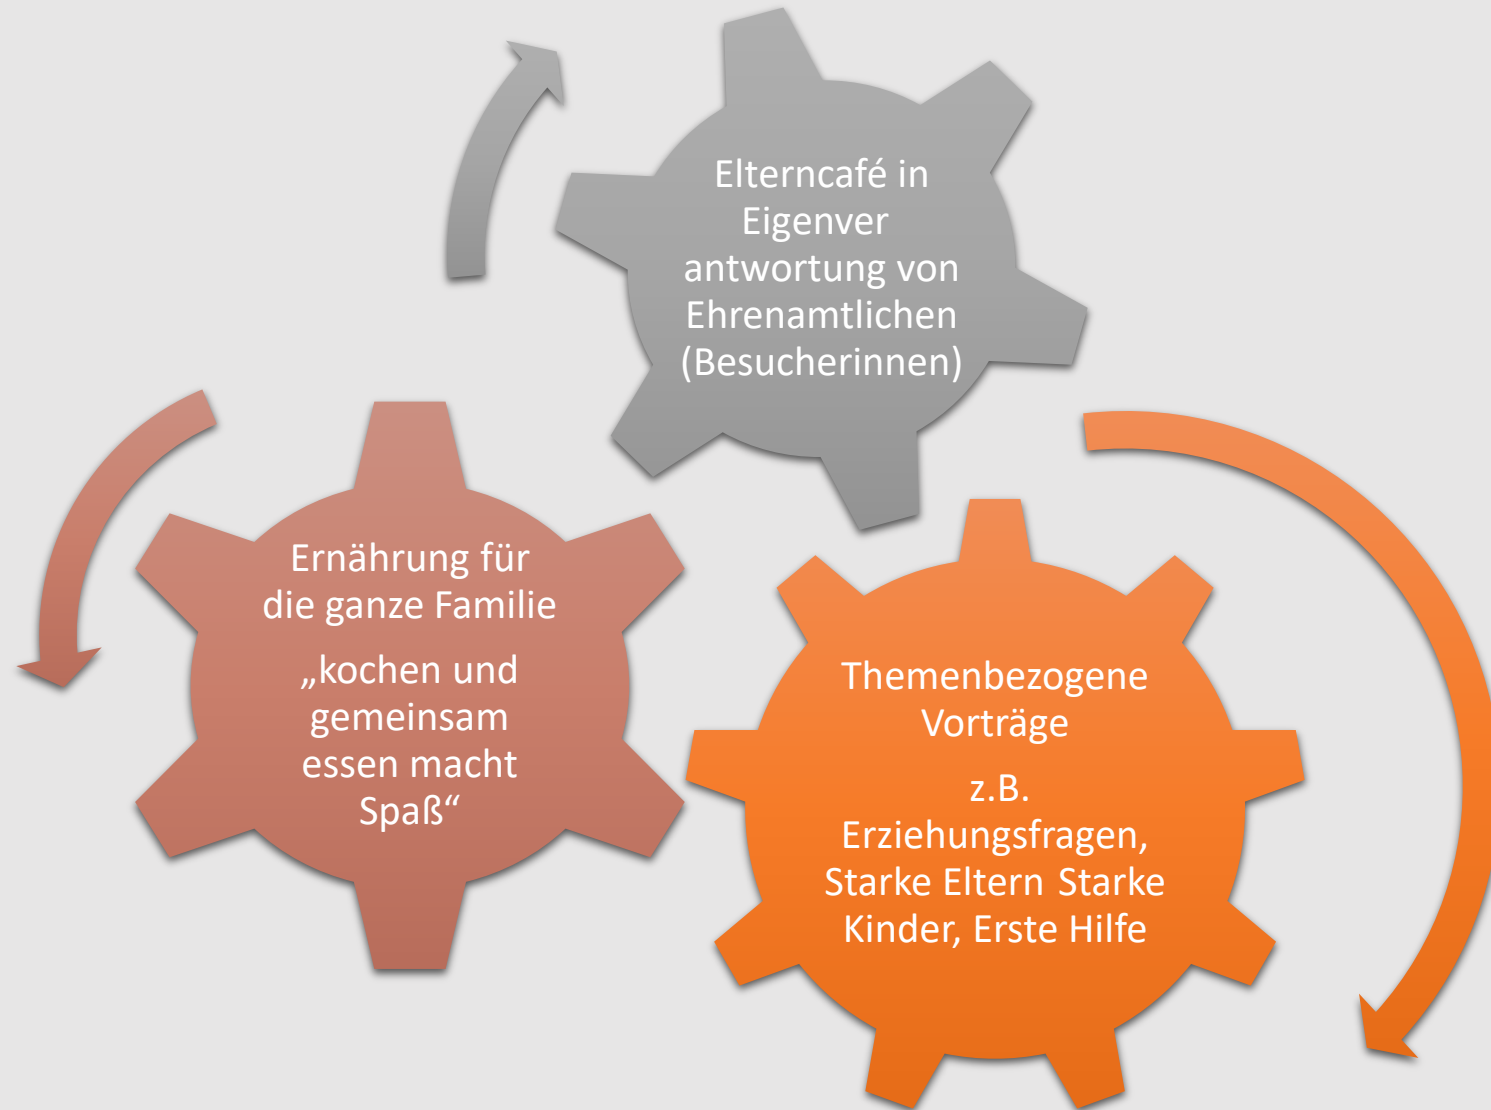 Elterncafé in
Eigenver
antwortung von
Ehrenamtlichen
(Besucherinnen)
Ernährung für
die ganze Familie
„kochen und
gemeinsam
essen macht
Spaß“
Themenbezogene
Vorträge
z.B.
Erziehungsfragen,
Starke Eltern Starke
Kinder, Erste Hilfe